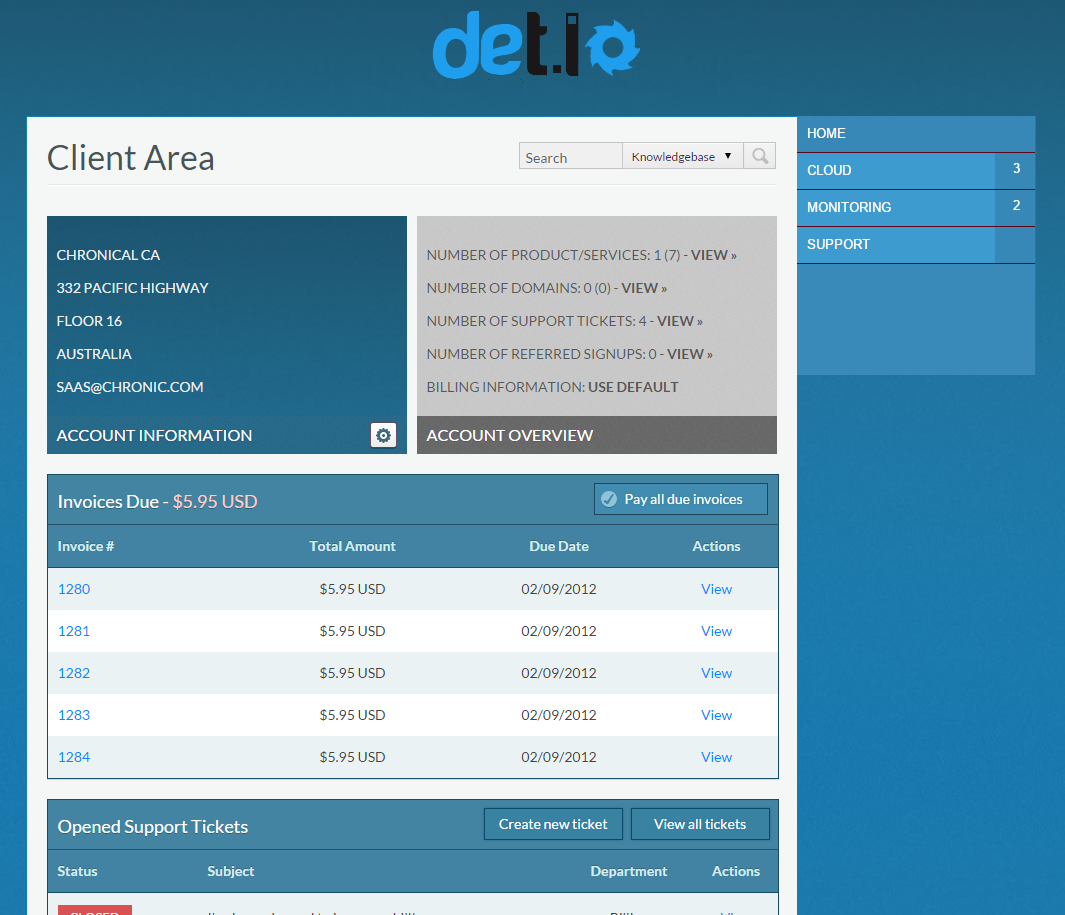 det.io
Client Area
Search
Knowledgebase
HOME
CLOUD 3
MONITORING 2
SUPPORT
CHRONICAL CA
332 PACIFIC HIGHWAY
FLOOR 16
AUSTRALIA
SAAS@CHRONIC.COM
ACCOUNT INFORMATION
NUMBER OF PRODUCT/SERVICES: 1 (7) - VIEW »
NUMBER OF DOMAINS: 0 (0) - VIEW »
NUMBER OF SUPPORT TICKETS: 4 - VIEW »
NUMBER OF REFERRED SIGNUPS: 0 - VIEW »
BILLING INFORMATION: USE DEFAULT
ACCOUNT OVERVIEW
Invoices Due - $5.95 USD
Pay all due invoices
Invoice # Total Amount Due Date Actions
1280 $5.95 USD 02/09/2012 View
1281 $5.95 USD 02/09/2012 View
1282 $5.95 USD 02/09/2012 View
1283 $5.95 USD 02/09/2012 View
1284 $5.95 USD 02/09/2012 View
Opened Support Tickets
Create new ticket
View all tickets
Status Subject Department Actions
CLOSED